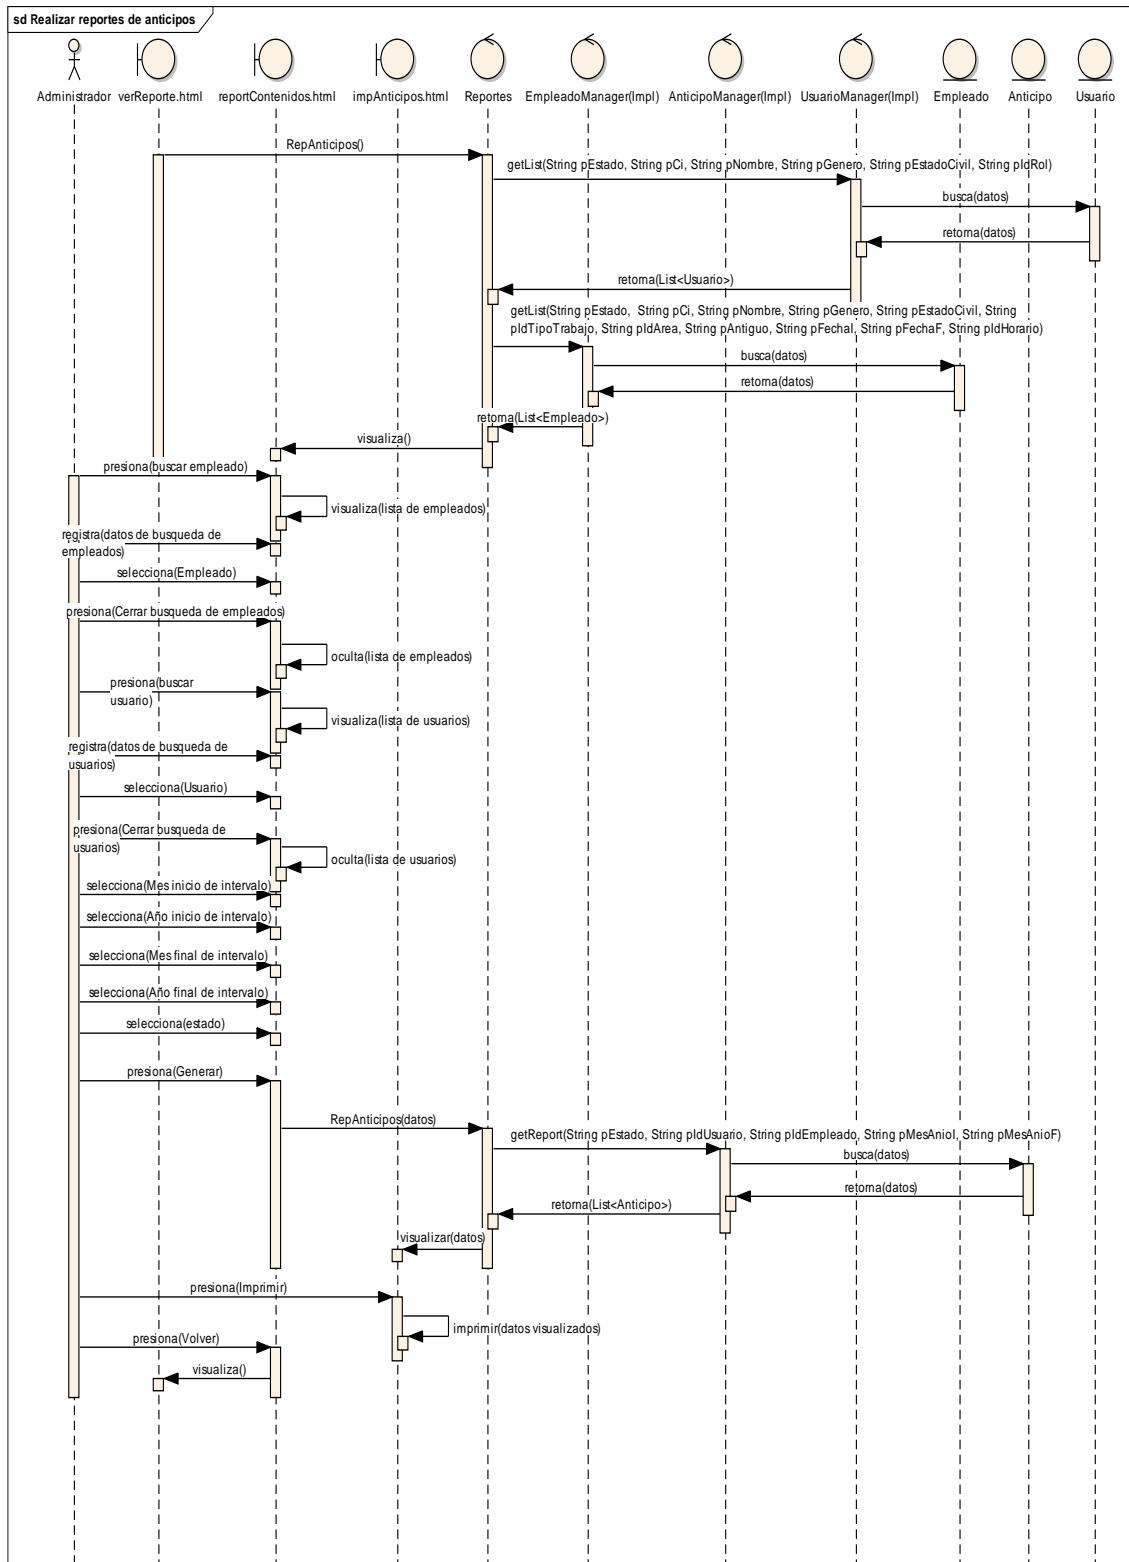 sd Realizar reportes de anticipos
Administrador
verReporte.html
reportContenidos.html
impAnticipos.html
Reportes
EmpleadoManager(Impl)
AnticipoManager(Impl)
UsuarioManager(Impl)
Empleado
Anticipo
Usuario
RepAnticipos()
getList(String pEstado, String pCi, String pNombre, String pGenero, String pEstadoCivil, String pIdRol)
busca(datos)
retorna(datos)
retorna(List<Usuario>)
getList(String pEstado, String pCi, String pNombre, String pGenero, String pEstadoCivil, String
pIdTipoTrabajo, String pIdArea, String pAntiguo, String pFechaI, String pFechaF, String pIdHorario)
busca(datos)
retorna(datos)
retorna(List<Empleado>)
visualiza()
presiona(buscar empleado)
visualiza(lista de empleados)
registra(datos de busqueda de
empleados)
selecciona(Empleado)
presiona(Cerrar busqueda de empleados)
oculta(lista de empleados)
presiona(buscar
usuario)
visualiza(lista de usuarios)
registra(datos de busqueda de
usuarios)
selecciona(Usuario)
presiona(Cerrar busqueda de
usuarios)
oculta(lista de usuarios)
selecciona(Mes inicio de intervalo)
selecciona(Año inicio de intervalo)
selecciona(Mes final de intervalo)
selecciona(Año final de intervalo)
selecciona(estado)
presiona(Generar)
RepAnticipos(datos)
getReport(String pEstado, String pIdUsuario, String pIdEmpleado, String pMesAnioI, String pMesAnioF)
busca(datos)
retorna(datos)
retorna(List<Anticipo>)
visualizar(datos)
presiona(Imprimir)
imprimir(datos visualizados)
presiona(Volver)
visualiza()